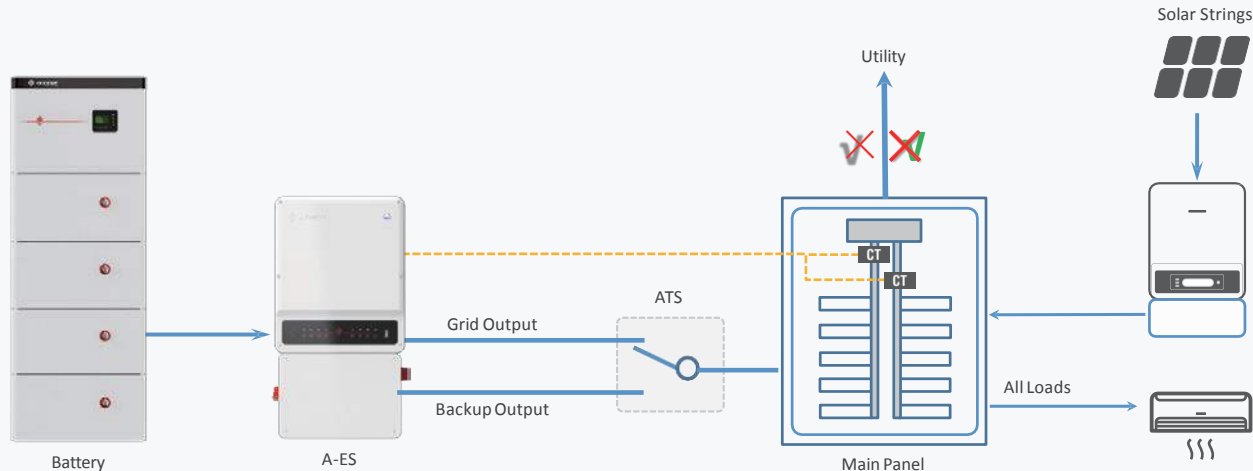 Solar Strings
Utility
CT
CT
ATS
Grid Output
Backup Output
All Loads
Battery
A-ES
Main Panel